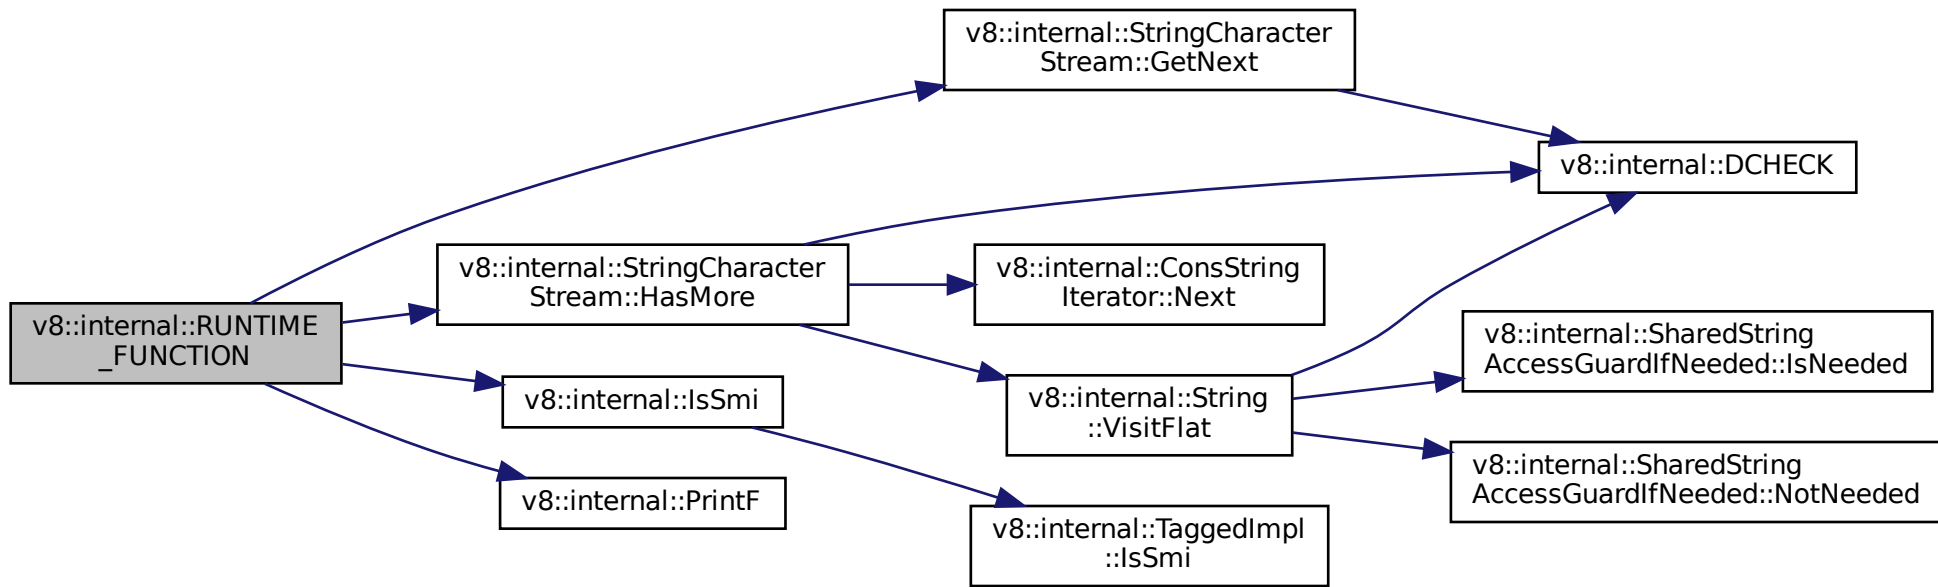 v8::internal::StringCharacter
Stream::GetNext
v8::internal::DCHECK
v8::internal::StringCharacter
Stream::HasMore
v8::internal::ConsString
Iterator::Next
v8::internal::RUNTIME
_FUNCTION
v8::internal::SharedString
AccessGuardIfNeeded::IsNeeded
v8::internal::IsSmi
v8::internal::String
::VisitFlat
v8::internal::SharedString
AccessGuardIfNeeded::NotNeeded
v8::internal::PrintF
v8::internal::TaggedImpl
::IsSmi